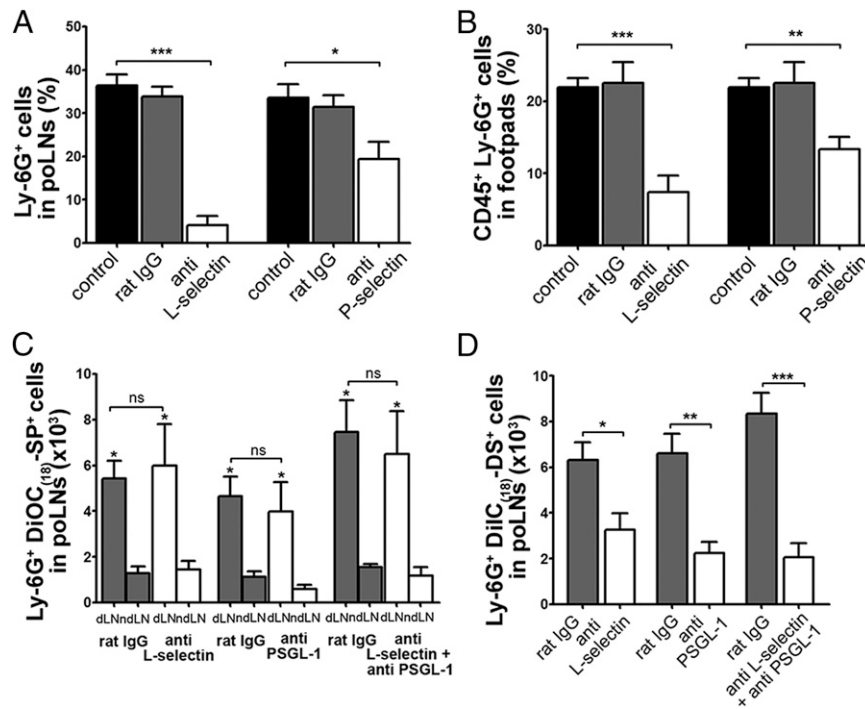 A
Ly-6G+ cells
in poLNs (%)
50
40
30
20
10
0
***
*
control
rat IgG
anti
L-selectin
control
rat IgG
anti
P-selectin
B
CD45+ Ly-6G+ cells
in footpads (%)
30
20
10
0
***
**
control
rat IgG
anti
L-selectin
control
rat IgG
anti
P-selectin
C
Ly-6G+ DiOC(18)-SP+ cells
in poLNs (x10³)
10
8
6
4
2
0
ns
ns
ns
* * * * * *
dLN ndLN dLN ndLN dLN ndLN dLN ndLN dLN ndLN dLN ndLN
rat IgG
anti
L-selectin
rat IgG
anti
PSGL-1
rat IgG
anti
L-selectin +
anti PSGL-1
D
Ly-6G+ DilC(18)-DS+ cells
in poLNs (x10³)
10
8
6
4
2
0
*
**
***
rat IgG
anti
L-selectin
rat IgG
anti
PSGL-1
rat IgG
anti L-selectin
+ anti PSGL-1